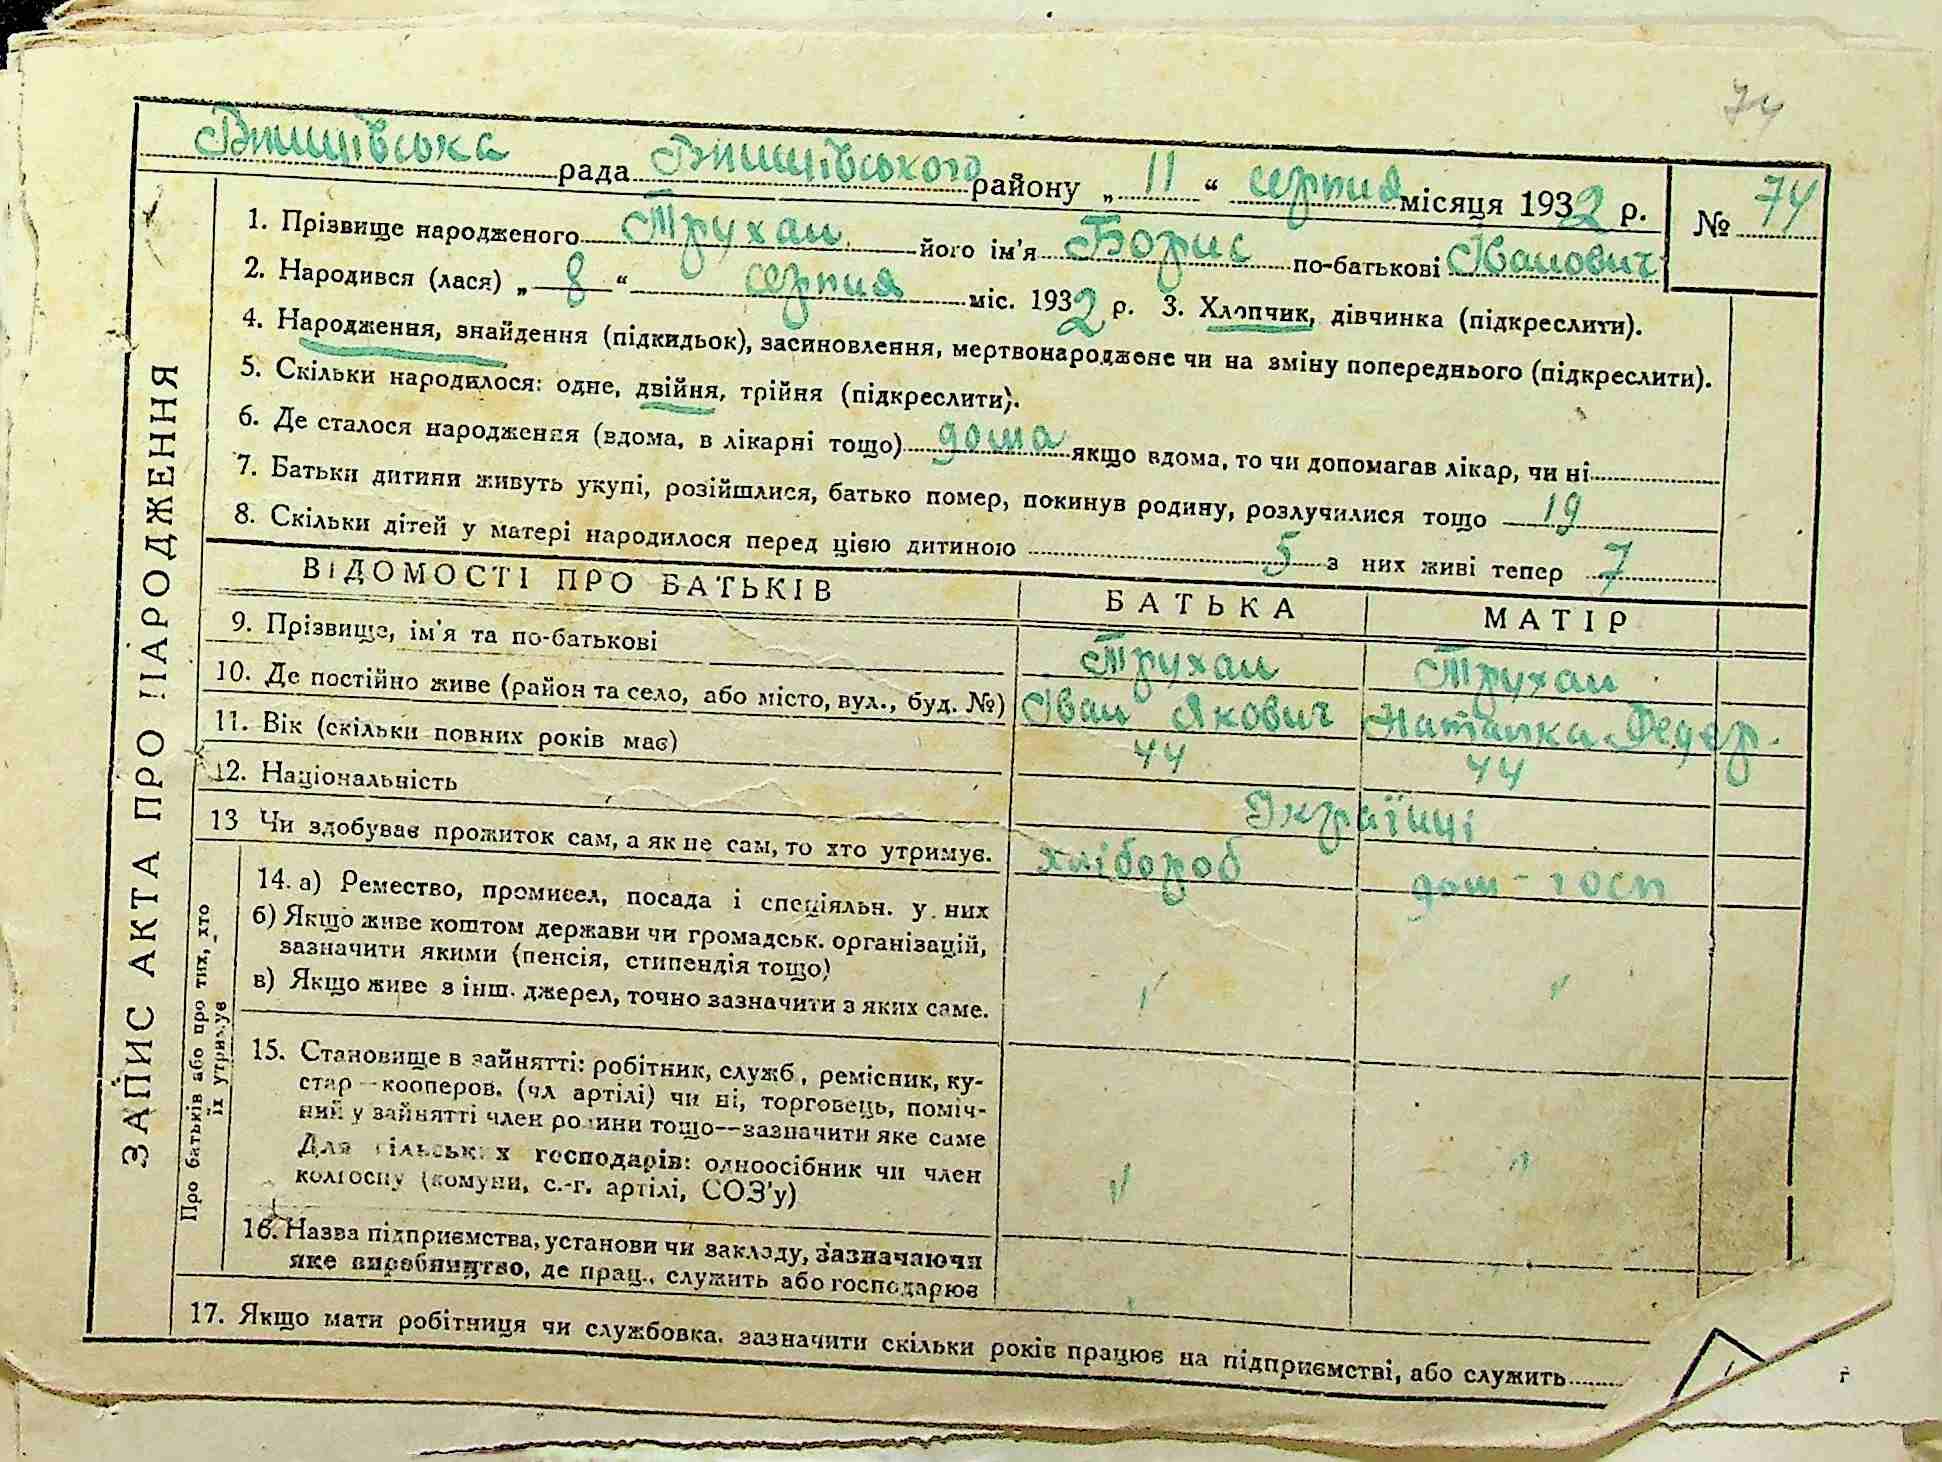 74
Вишнівська рада Вишнівського району „ 11 “ серпня місяця 1932 р. № 74
1. Прізвище народженого Трухан його ім'я Борис по-батькові Іванович
2. Народився (лася) „ 8 “ серпня міс. 1932 р. 3. Хлопчик, дівчинка (підкреслити).
4. Народження, знайдення (підкидьок), засиновлення, мертвонароджене чи на зміну попереднього (підкреслити).
5. Скільки народилося: одне, двійня, трійня (підкреслити).
6. Де сталося народження (вдома, в лікарні тощо) дома якщо вдома, то чи допомагав лікар, чи ні
7. Батьки дитини живуть укупі, розійшлися, батько помер, покинув родину, розлучилися тощо 19
8. Скільки дітей у матері народилося перед цією дитиною 5 з них живі тепер 7
ВІДОМОСТІ ПРО БАТЬКІВ БАТЬКА МАТІР
9. Прізвище, ім'я та по-батькові Трухан Трухан
10. Де постійно живе (район та село, або місто, вул., буд. №) Іван Якович Наталка Федор.
11. Вік (скільки повних років має) 44 44
12. Національність Українці
13 Чи здобуває прожиток сам, а як не сам, то хто утримує. хлібороб дом-госп
14. а) Ремество, промисел, посада і спеціяльн. у них
б) Якщо живе коштом держави чи громадськ. організацій,
зазначити якими (пенсія, стипендія тощо)
в) Якщо живе з інш. джерел, точно зазначити з яких саме.
15. Становище в зайнятті: робітник, служб., ремісник, ку-
стар—кооперов. (чл артілі) чи ні, торговець, поміч-
ний у зайнятті член родини тощо—зазначити яке саме
Для сільських господарів: одноосібник чи член
колгоспу (комуни, с.-г. артілі, СОЗ'у)
16. Назва підприємства, установи чи закладу, зазначаючи
яке виробництво, де прац., служить або господарює
17. Якщо мати робітниця чи службовка, зазначити скільки років працює на підприємстві, або служить
ЗАПИС АКТА ПРО НАРОДЖЕННЯ
Про батьків або про тих, хто
їх утримує